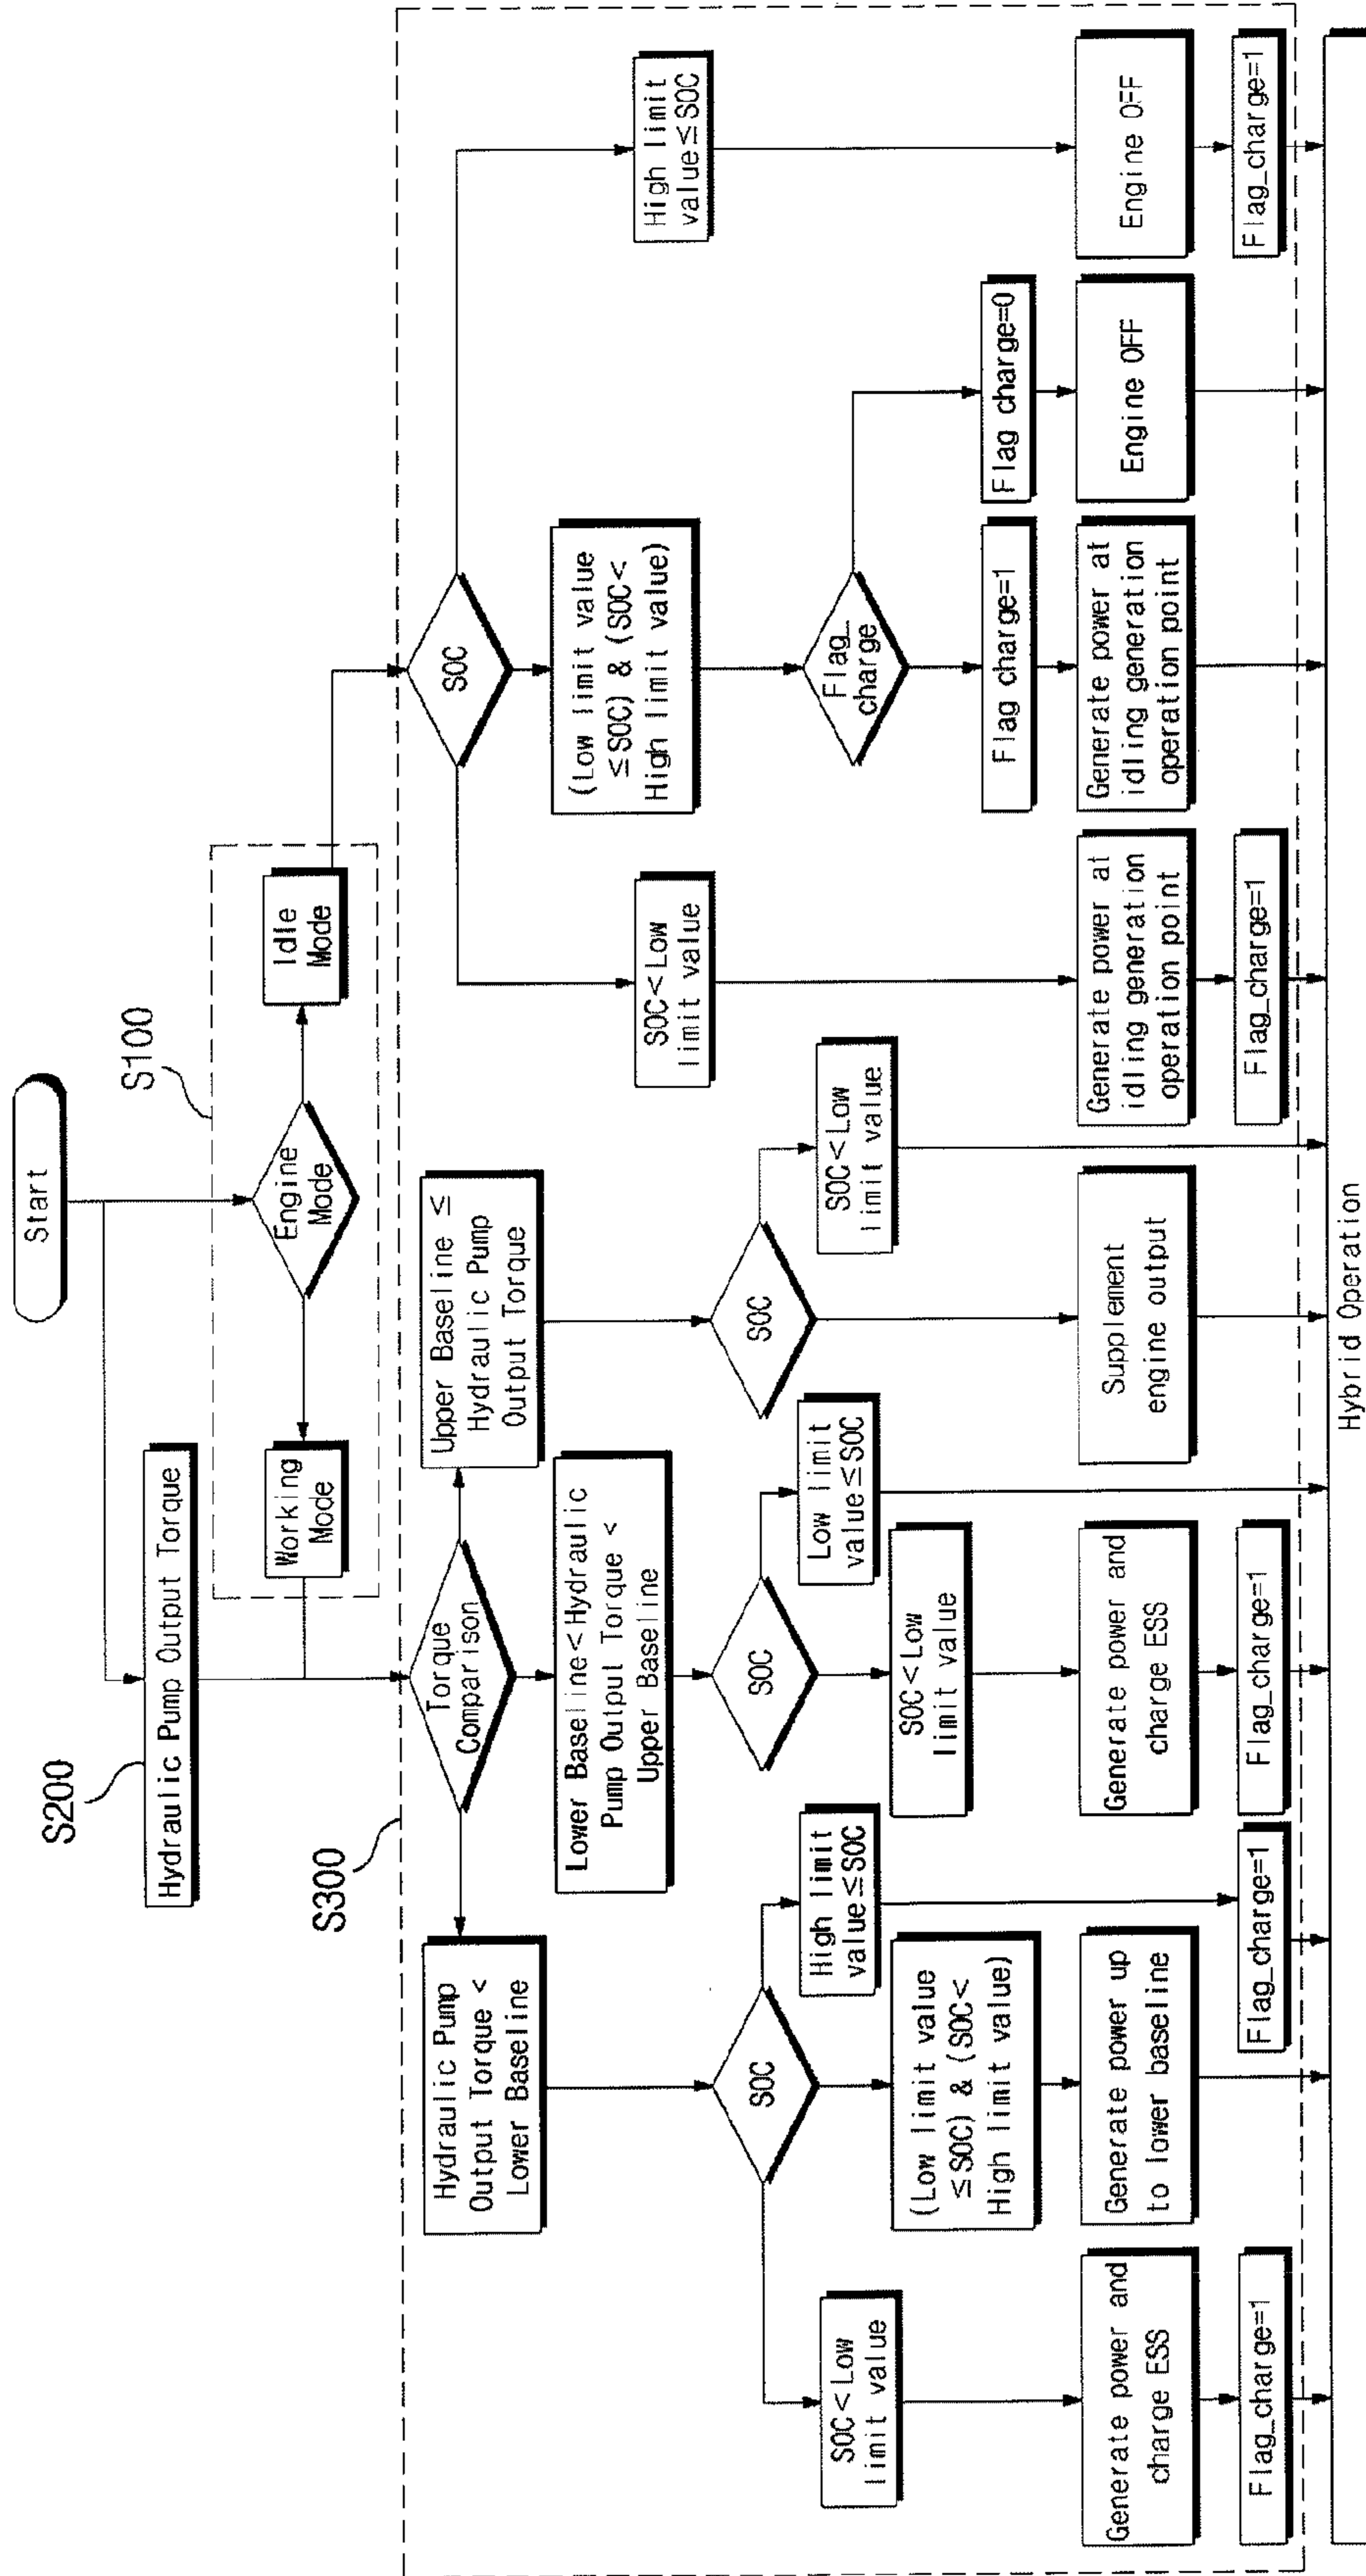 Start
S200
Hydraulic Pump Output Torque
S100
Working
Mode
Engine
Mode
Idle
Mode
S300
Hydraulic Pump
Output Torque <
Lower Baseline
Torque
Comparison
Upper Baseline ≤
Hydraulic Pump
Output Torque
Lower Baseline<Hydraulic
Pump Output Torque <
Upper Baseline
SOC
SOC<Low
limit value
High limit
value≤SOC
(Low limit value
≤SOC) & (SOC<
High limit value)
Generate power and
charge ESS
Flag_charge=1
Generate power up
to lower baseline
Flag_charge=1
SOC
Low limit
value≤SOC
SOC<Low
limit value
Generate power and
charge ESS
Flag_charge=1
SOC
SOC<Low
limit value
Supplement
engine output
SOC
SOC<Low
limit value
(Low limit value
≤SOC) & (SOC<
High limit value)
High limit
value≤SOC
Generate power at
idling generation
operation point
Flag_charge=1
Flag_
charge
Flag charge=1
Flag charge=0
Generate power at
idling generation
operation point
Engine OFF
Engine OFF
Flag_charge=1
Hybrid Operation